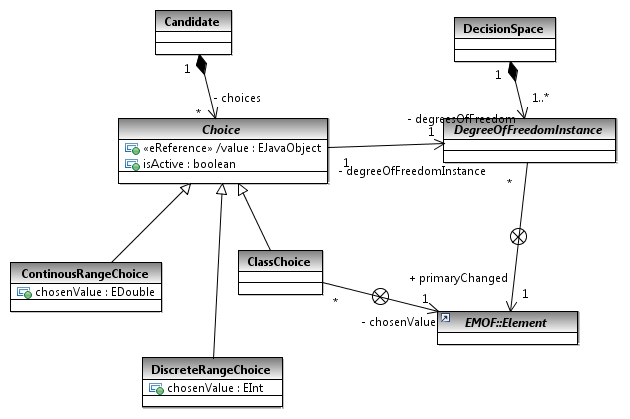 Candidate
DecisionSpace
1
1
- choices
1..*
*
- degreesOfFreedom
Choice
«eReference» /value : EJavaObject
isActive : boolean
1
DegreeOfFreedomInstance
1
- degreeOfFreedomInstance
*
ContinousRangeChoice
chosenValue : EDouble
ClassChoice
+ primaryChanged
*
1
1
- chosenValue
EMOF::Element
DiscreteRangeChoice
chosenValue : EInt